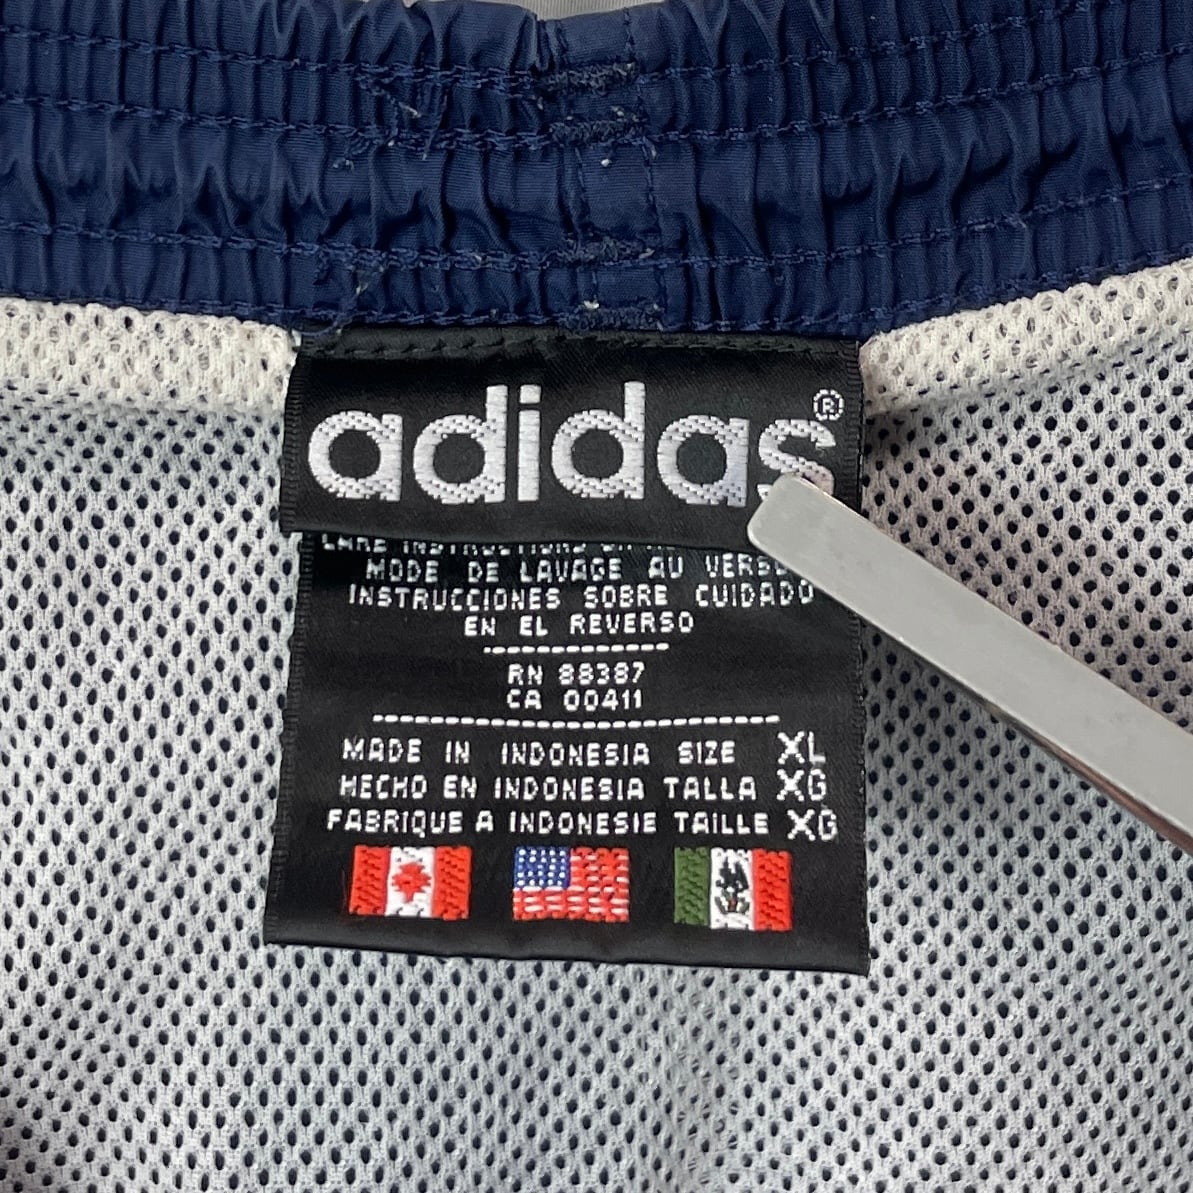 adidas®
MODE DE LAVAGE AU
INSTRUCCIONES SOBRE CUIDADO
EN EL REVERSO
RN 88387
CA 00411
MADE IN INDONESIA SIZE XL
HECHO EN INDONESIA TALLA XG
FABRIQUE A INDONESIE TAILLE XG